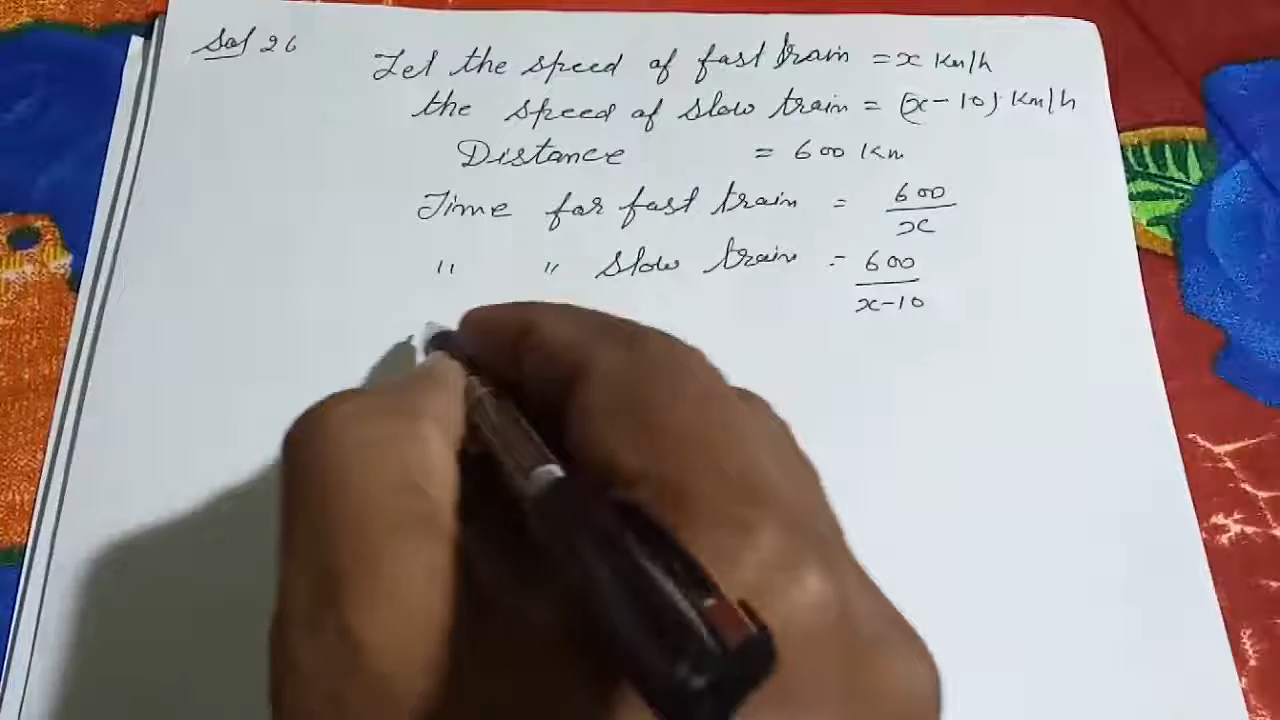 Sol 26
Let the speed of fast train = x Km/h
the speed of slow train = (x-10) Km/h
Distance = 600 Km
Time for fast train = 600/x
" " slow train = 600/x-10